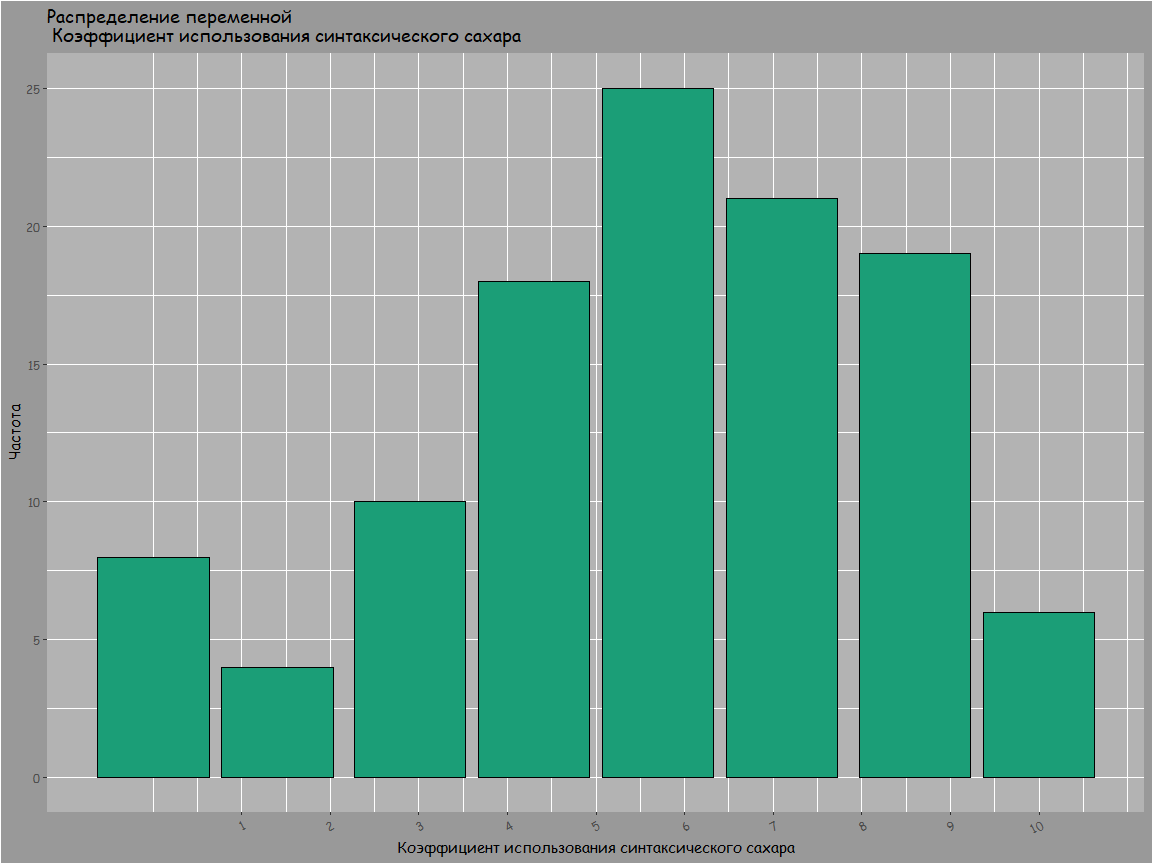 Распределение переменной
Коэффициент использования синтаксического сахара
Частота
25
20
15
10
5
0
1 2 3 4 5 6 7 8 9 10
Коэффициент использования синтаксического сахара